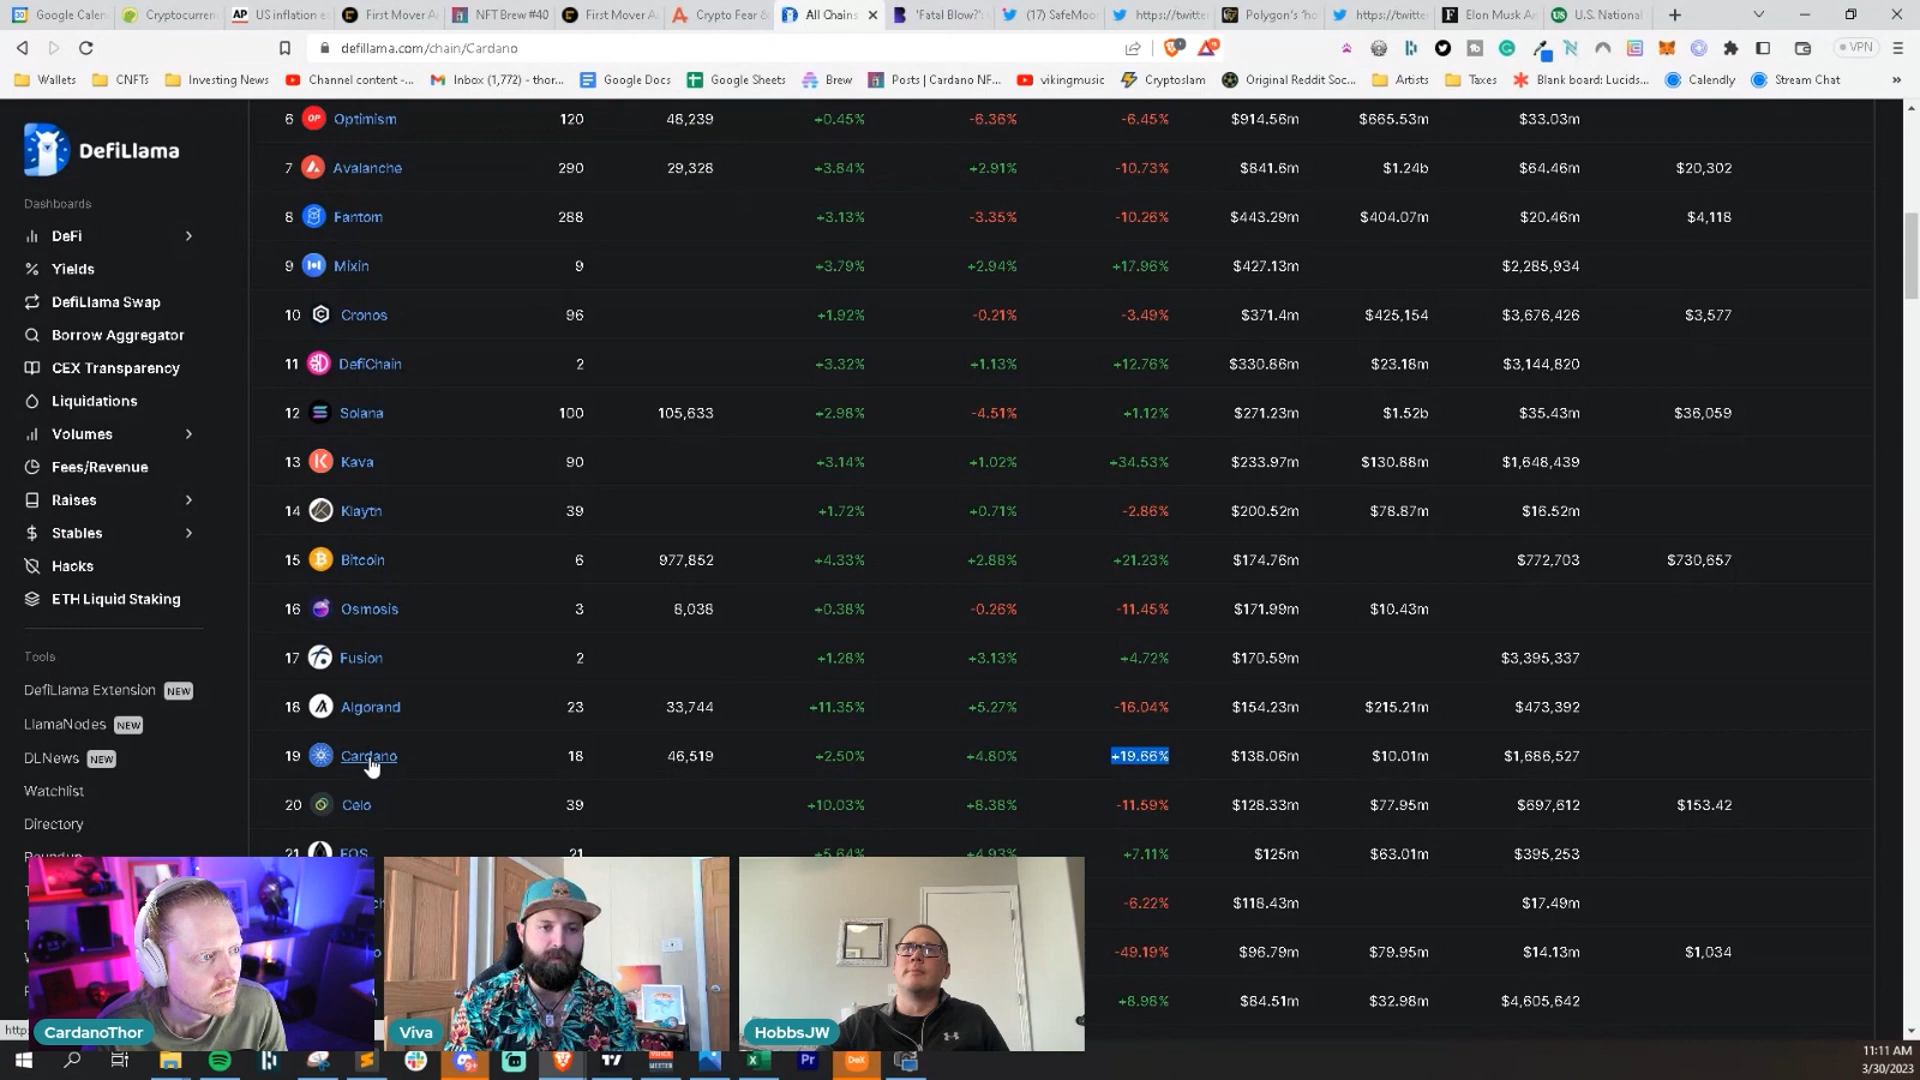 Google Calen
Cryptocurren
AP US inflation e
First Mover A
NFT Brew #40
First Mover A
Crypto Fear &
All Chains
'Fatal Blow?':
(17) SafeMoo
https://twitte
Polygon's 'ho
https://twitte
Elon Musk An
U.S. National
defillama.com/chain/Cardano
VPN
Wallets
CNFTs
Investing News
Channel content -...
Inbox (1,772) - thor...
Google Docs
Google Sheets
Brew
Posts | Cardano NF...
vikingmusic
Cryptoslam
Original Reddit Soc...
Artists
Taxes
Blank board: Lucids...
Calendly
Stream Chat
DefiLlama
Dashboards
DeFi
Yields
DefiLlama Swap
Borrow Aggregator
CEX Transparency
Liquidations
Volumes
Fees/Revenue
Raises
Stables
Hacks
ETH Liquid Staking
Tools
DefiLlama Extension NEW
LlamaNodes NEW
DLNews NEW
Watchlist
Directory
6 OP Optimism 120 48,239 +0.45% -6.36% -6.45% $914.56m $665.53m $33.03m
7 Avalanche 290 29,328 +3.84% +2.91% -10.73% $841.6m $1.24b $64.46m $20,302
8 Fantom 288 +3.13% -3.35% -10.26% $443.29m $404.07m $20.46m $4,118
9 Mixin 9 +3.79% +2.94% +17.96% $427.13m $2,285,934
10 Cronos 96 +1.92% -0.21% -3.49% $371.4m $425,154 $3,676,426 $3,577
11 DefiChain 2 +3.32% +1.13% +12.76% $330.86m $23.18m $3,144,820
12 Solana 100 105,633 +2.98% -4.51% +1.12% $271.23m $1.52b $35.43m $36,059
13 Kava 90 +3.14% +1.02% +34.53% $233.97m $130.88m $1,648,439
14 Klaytn 39 +1.72% +0.71% -2.86% $200.52m $78.87m $16.52m
15 Bitcoin 6 977,852 +4.33% +2.88% +21.23% $174.76m $772,703 $730,657
16 Osmosis 3 8,038 +0.38% -0.26% -11.45% $171.99m $10.43m
17 Fusion 2 +1.28% +3.13% +4.72% $170.59m $3,395,337
18 Algorand 23 33,744 +11.35% +5.27% -16.04% $154.23m $215.21m $473,392
19 Cardano 18 46,519 +2.50% +4.80% +19.66% $138.06m $10.01m $1,686,527
20 Celo 39 +10.03% +8.38% -11.59% $128.33m $77.95m $697,612 $153.42
21 EOS 21 +5.64% +4.93% +7.11% $125m $63.01m $395,253
-6.22% $118.43m $17.49m
-49.19% $96.79m $79.95m $14.13m $1,034
+8.98% $84.51m $32.98m $4,605,642
http
CardanoThor
Viva
HobbsJW
Pr
DeX
11:11 AM
3/30/2023